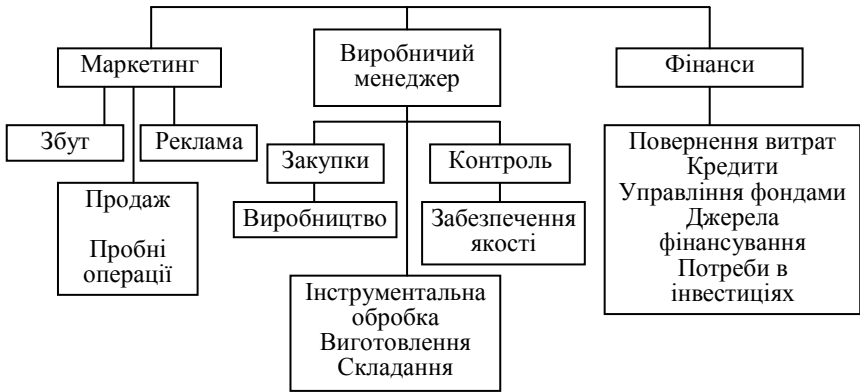 Маркетинг
Виробничий
менеджер
Фінанси
Збут
Реклама
Продаж
Пробні
операції
Закупки
Контроль
Виробництво
Забезпечення
якості
Інструментальна
обробка
Виготовлення
Складання
Повернення витрат
Кредити
Управління фондами
Джерела
фінансування
Потреби в
інвестиціях